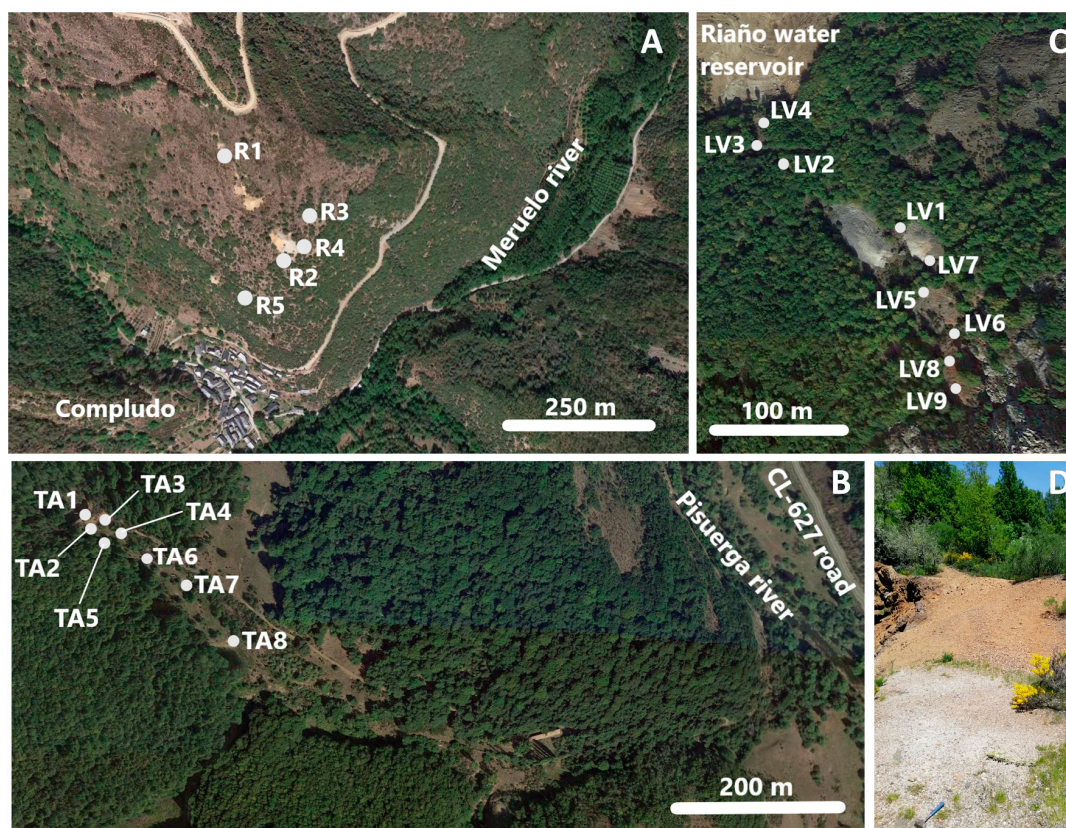 A
R1
R3
R4
R2
R5
Meruelo river
Compludo
250 m
C
Riaño water
reservoir
LV4
LV3
LV2
LV1
LV7
LV5
LV6
LV8
LV9
100 m
B
TA1
TA3
TA4
TA2
TA5
TA6
TA7
TA8
Pisuerga river
CL-627 road
200 m
D